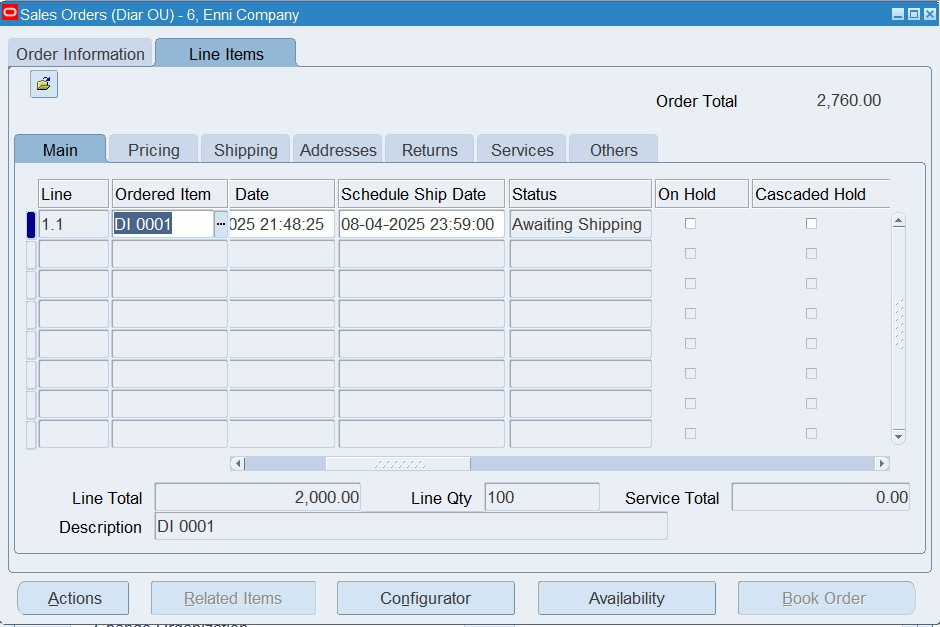 Sales Orders (Diar OU) - 6, Enni Company
Order Information Line Items
Order Total 2,760.00
Main Pricing Shipping Addresses Returns Services Others
Line Ordered Item Date Schedule Ship Date Status On Hold Cascaded Hold
1.1 DI 0001 ... 025 21:48:25 08-04-2025 23:59:00 Awaiting Shipping
Line Total 2,000.00 Line Qty 100 Service Total 0.00
Description DI 0001
Actions Related Items Configurator Availability Book Order